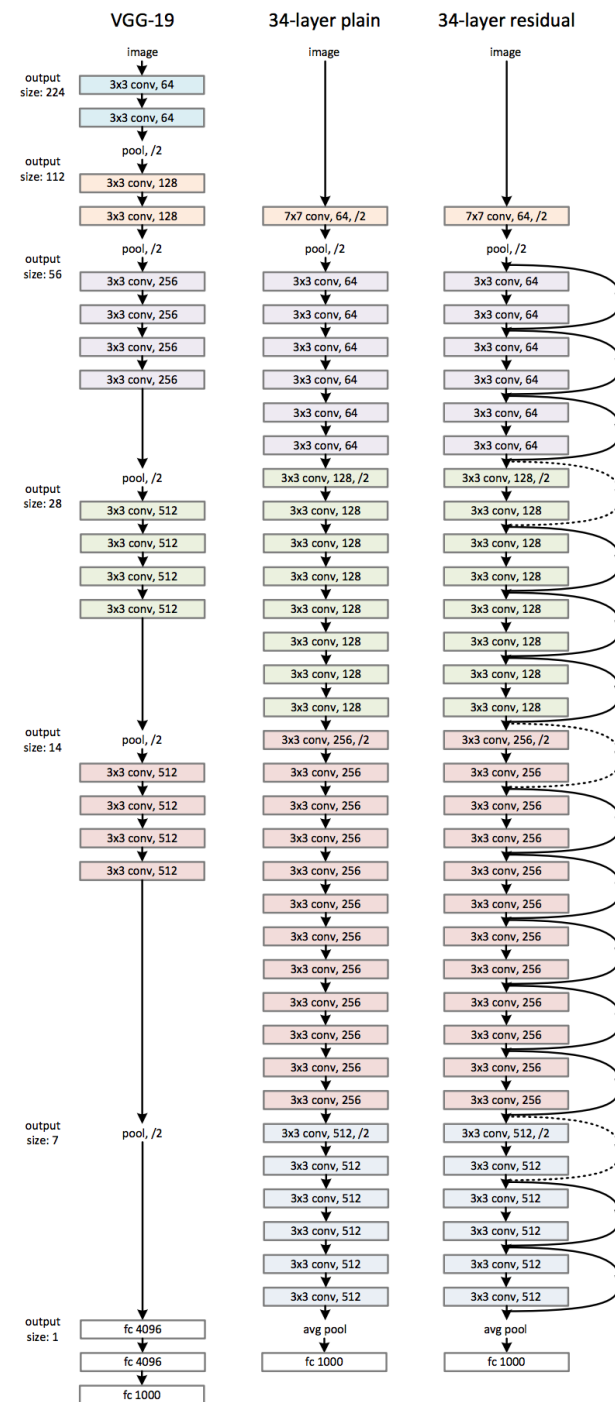 output
size: 224
output
size: 112
output
size: 56
output
size: 28
output
size: 14
output
size: 7
output
size: 1
VGG-19
image
3x3 conv, 64
3x3 conv, 64
pool, /2
3x3 conv, 128
3x3 conv, 128
pool, /2
3x3 conv, 256
3x3 conv, 256
3x3 conv, 256
3x3 conv, 256
pool, /2
3x3 conv, 512
3x3 conv, 512
3x3 conv, 512
3x3 conv, 512
pool, /2
3x3 conv, 512
3x3 conv, 512
3x3 conv, 512
3x3 conv, 512
pool, /2
fc 4096
fc 4096
fc 1000
34-layer plain
image
7x7 conv, 64, /2
pool, /2
3x3 conv, 64
3x3 conv, 64
3x3 conv, 64
3x3 conv, 64
3x3 conv, 64
3x3 conv, 64
3x3 conv, 128, /2
3x3 conv, 128
3x3 conv, 128
3x3 conv, 128
3x3 conv, 128
3x3 conv, 128
3x3 conv, 128
3x3 conv, 128
3x3 conv, 256, /2
3x3 conv, 256
3x3 conv, 256
3x3 conv, 256
3x3 conv, 256
3x3 conv, 256
3x3 conv, 256
3x3 conv, 256
3x3 conv, 256
3x3 conv, 256
3x3 conv, 256
3x3 conv, 256
3x3 conv, 512, /2
3x3 conv, 512
3x3 conv, 512
3x3 conv, 512
3x3 conv, 512
3x3 conv, 512
avg pool
fc 1000
34-layer residual
image
7x7 conv, 64, /2
pool, /2
3x3 conv, 64
3x3 conv, 64
3x3 conv, 64
3x3 conv, 64
3x3 conv, 64
3x3 conv, 64
3x3 conv, 128, /2
3x3 conv, 128
3x3 conv, 128
3x3 conv, 128
3x3 conv, 128
3x3 conv, 128
3x3 conv, 128
3x3 conv, 128
3x3 conv, 256, /2
3x3 conv, 256
3x3 conv, 256
3x3 conv, 256
3x3 conv, 256
3x3 conv, 256
3x3 conv, 256
3x3 conv, 256
3x3 conv, 256
3x3 conv, 256
3x3 conv, 256
3x3 conv, 256
3x3 conv, 512, /2
3x3 conv, 512
3x3 conv, 512
3x3 conv, 512
3x3 conv, 512
3x3 conv, 512
avg pool
fc 1000